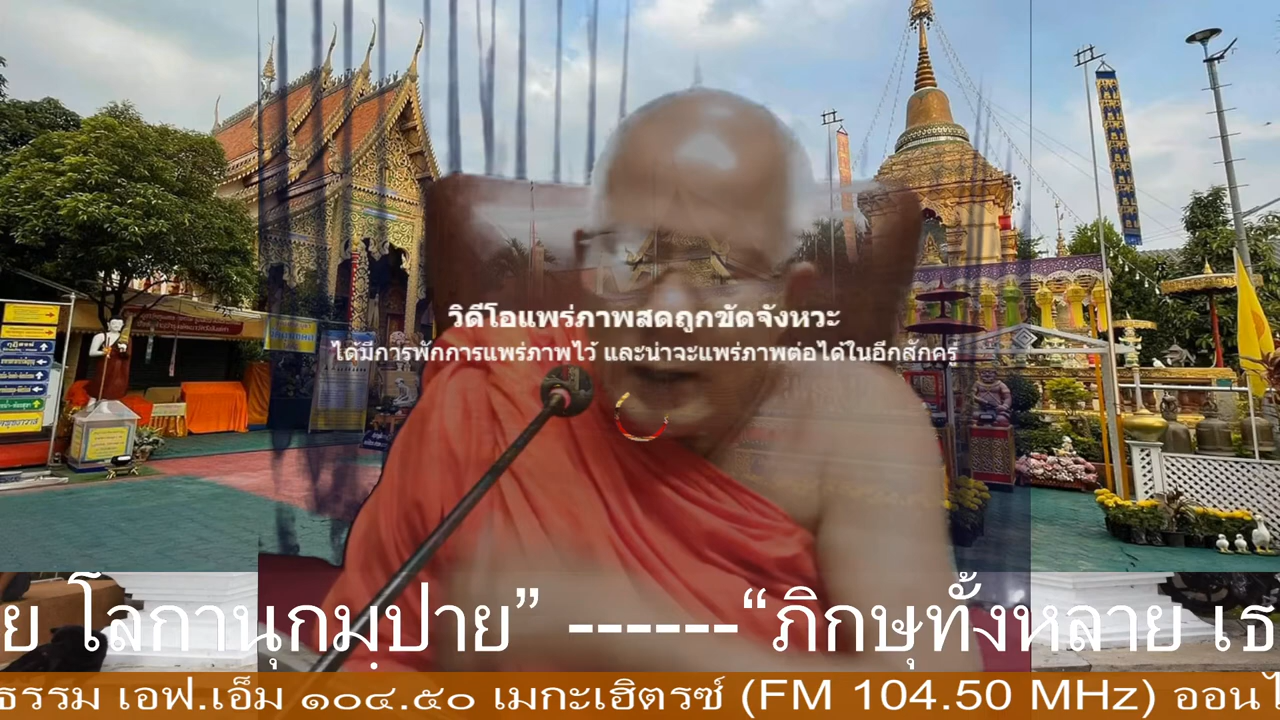 วิดีโอแพร่ภาพสดถูกขัดจังหวะ
ได้มีการพักการแพร่ภาพไว้ และน่าจะแพร่ภาพต่อได้ในอีกสักครู่
ย โลกานุกมฺปาย” ------“ภิกษุทั้งหลาย เธ
ธรรม เอฟ.เอ็ม ๑๐๔.๕๐ เมกะเฮิตรซ์ (FM 104.50 MHz) ออนไ